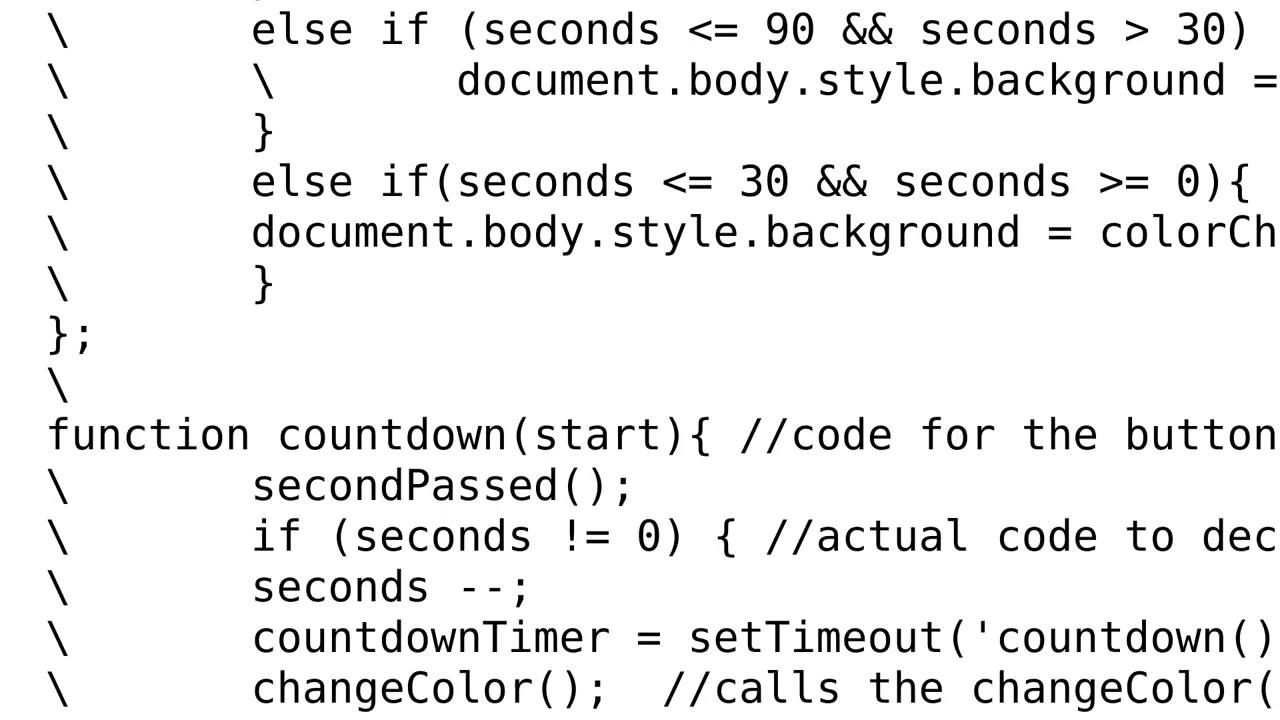 \       else if (seconds <= 90 && seconds > 30)
\       \       document.body.style.background =
\       }
\       else if(seconds <= 30 && seconds >= 0){
\       document.body.style.background = colorCh
\       }
};
\
function countdown(start){ //code for the button
\       secondPassed();
\       if (seconds != 0) { //actual code to dec
\       seconds --;
\       countdownTimer = setTimeout('countdown()
\       changeColor();  //calls the changeColor(